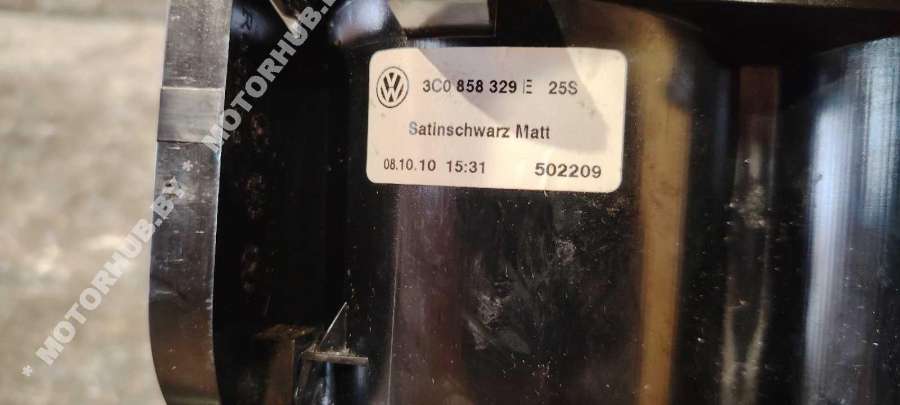 3C0 858 329 E 25S
Satinschwarz Matt
08.10.10 15:31 502209
* MOTORHUB.BY
* MOTORHUB.BY